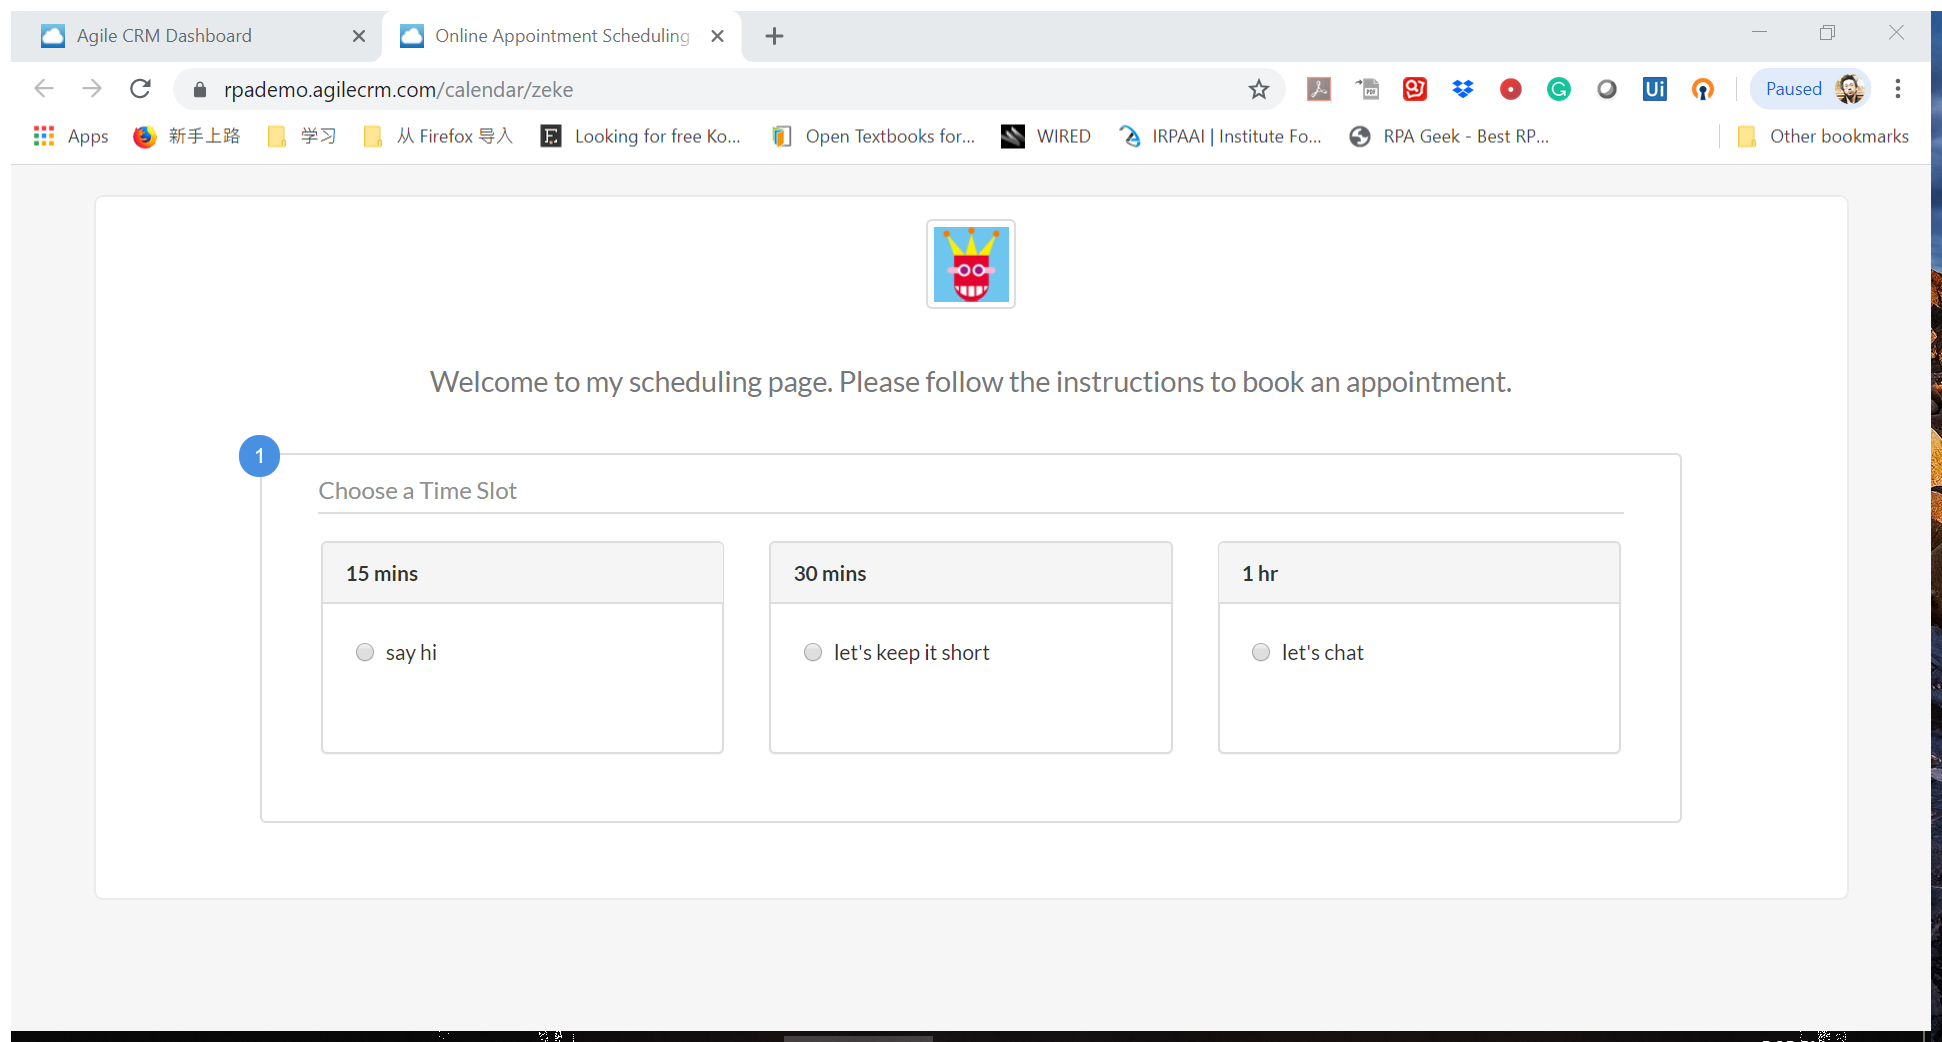 Agile CRM Dashboard
Online Appointment Scheduling
rpademo.agilecrm.com/calendar/zeke
PDF
Ui
Paused
Apps
新手上路
学习
从 Firefox 导入
Looking for free Ko...
Open Textbooks for...
WIRED
IRPAAI | Institute Fo...
RPA Geek - Best RP...
Other bookmarks
Welcome to my scheduling page. Please follow the instructions to book an appointment.
1
Choose a Time Slot
15 mins
30 mins
1 hr
say hi
let's keep it short
let's chat